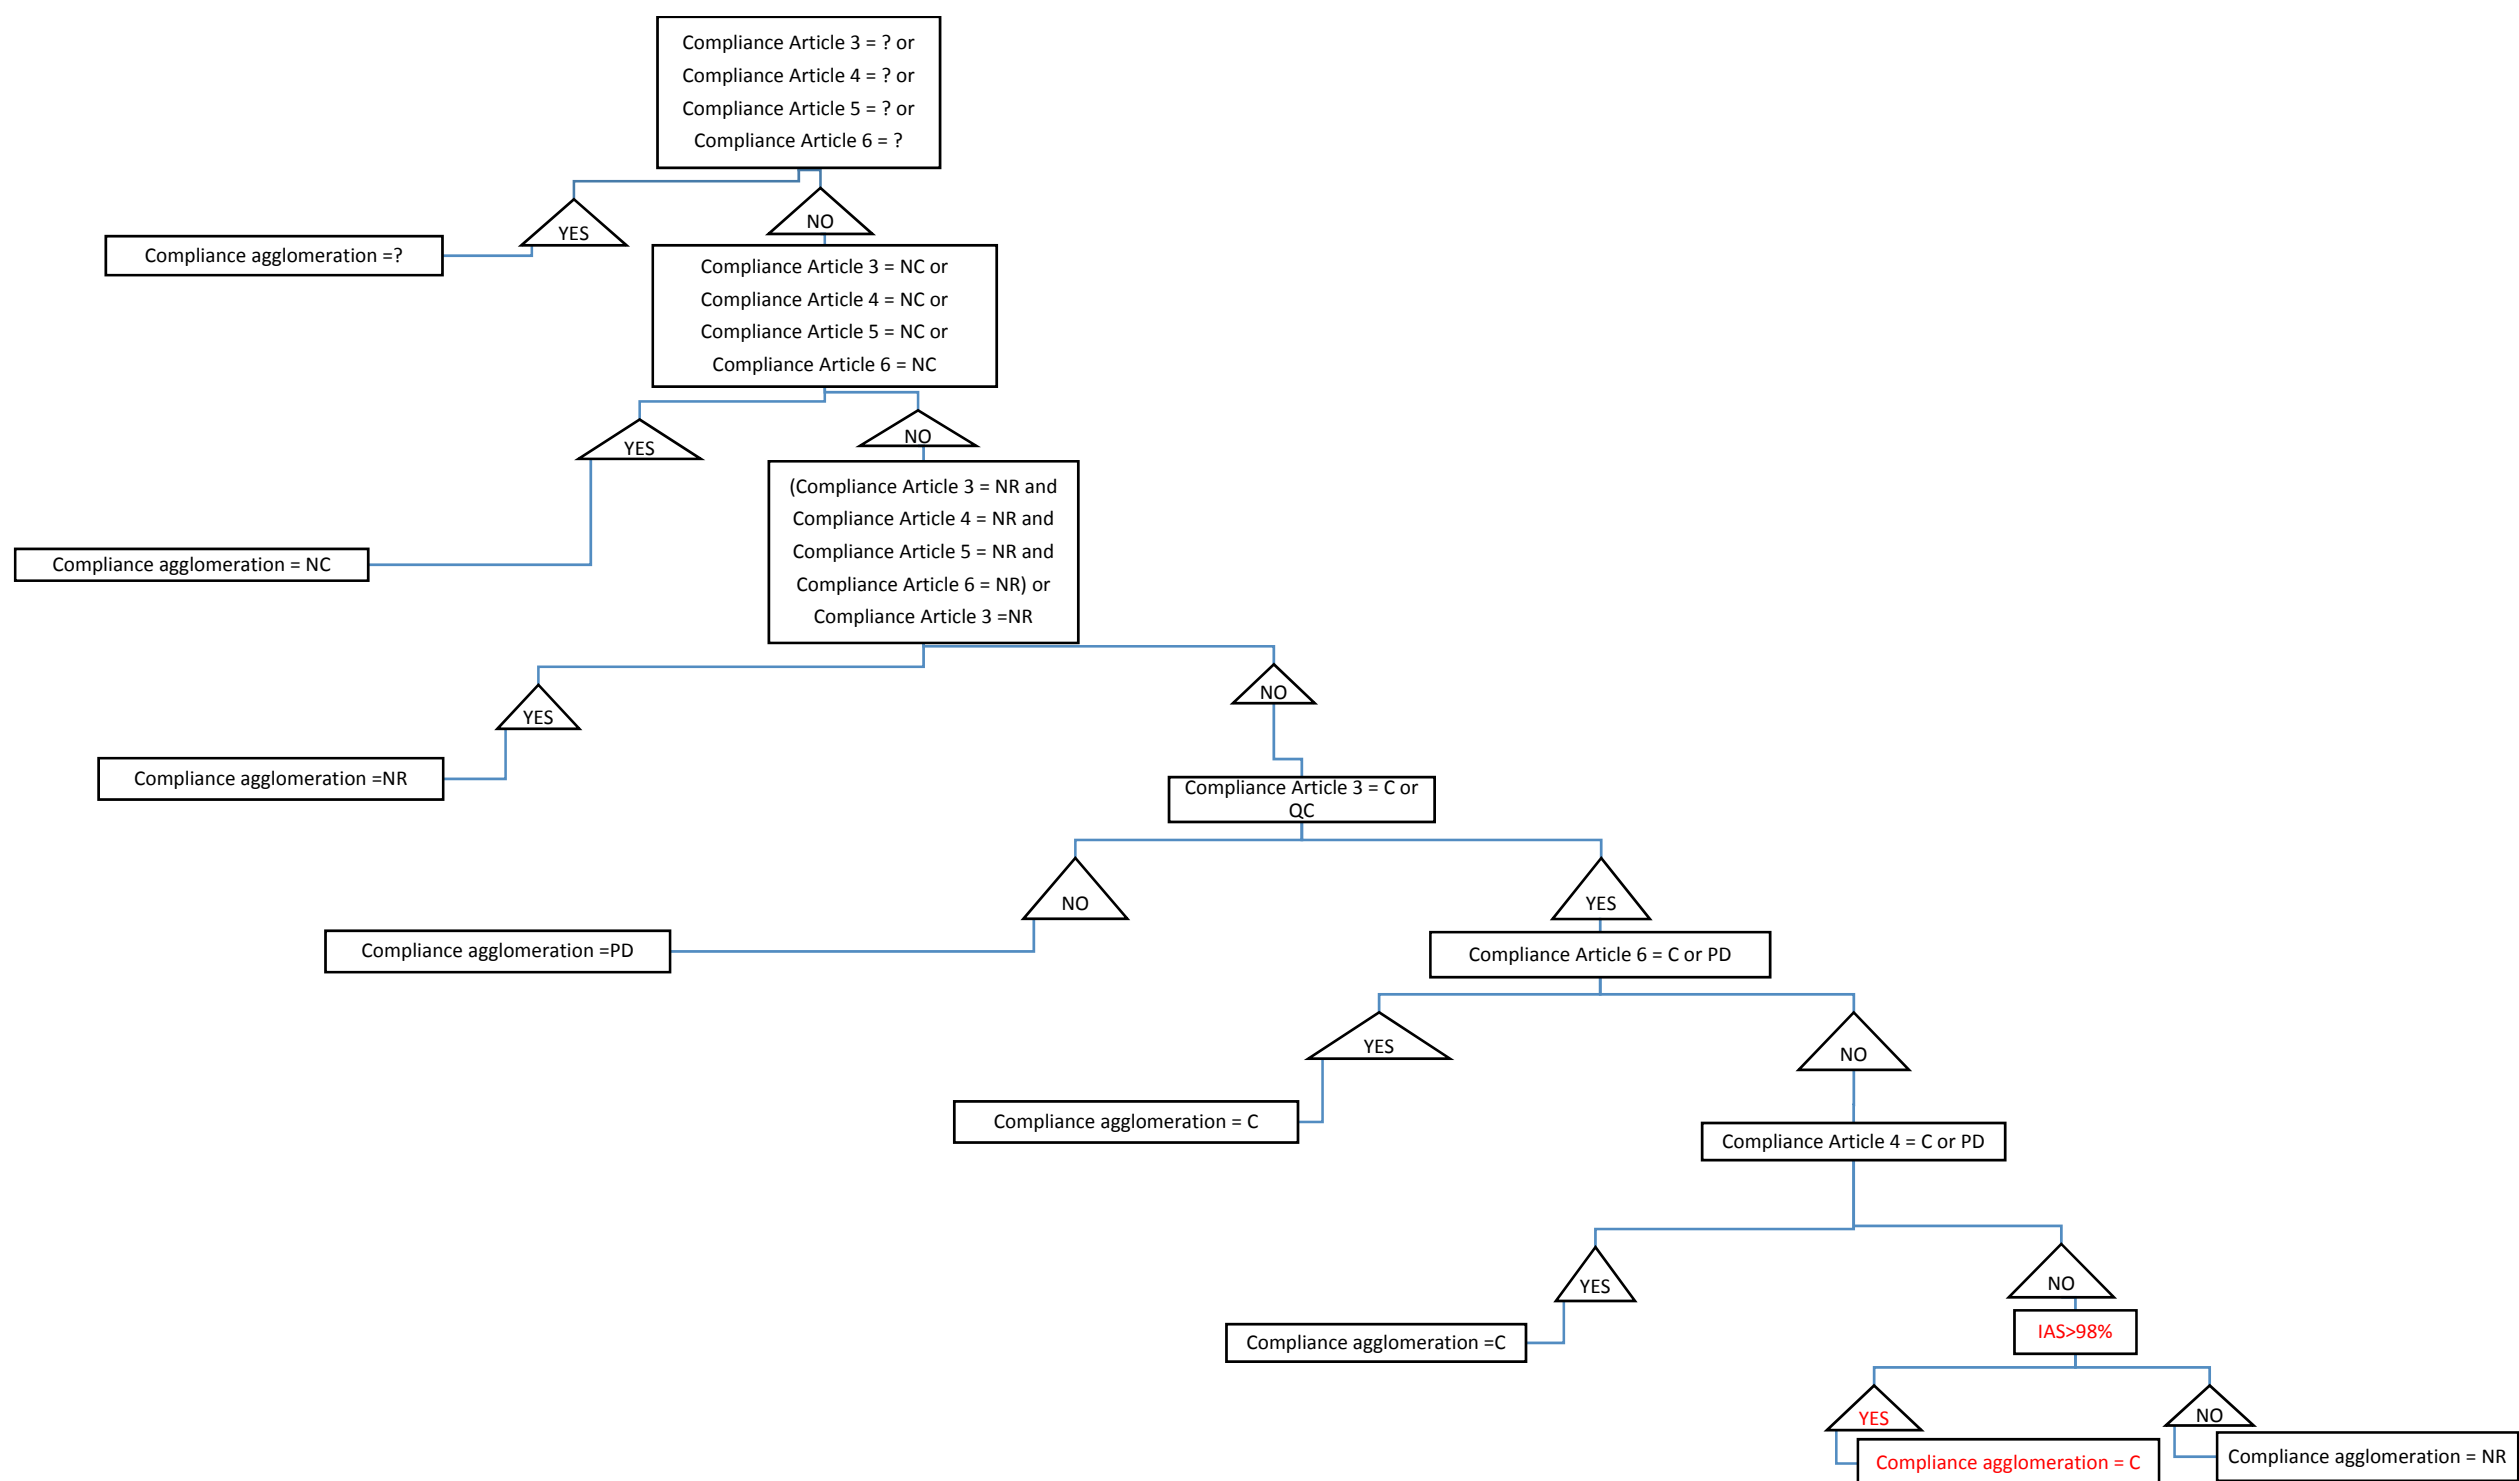 Compliance Article 3 = ? or
Compliance Article 4 = ? or
Compliance Article 5 = ? or
Compliance Article 6 = ?
YES
NO
Compliance agglomeration =?
Compliance Article 3 = NC or
Compliance Article 4 = NC or
Compliance Article 5 = NC or
Compliance Article 6 = NC
YES
NO
Compliance agglomeration = NC
(Compliance Article 3 = NR and
Compliance Article 4 = NR and
Compliance Article 5 = NR and
Compliance Article 6 = NR) or
Compliance Article 3 =NR
YES
NO
Compliance agglomeration =NR
Compliance Article 3 = C or
QC
NO
YES
Compliance agglomeration =PD
Compliance Article 6 = C or PD
YES
NO
Compliance agglomeration = C
Compliance Article 4 = C or PD
YES
NO
Compliance agglomeration =C
IAS>98%
YES
NO
Compliance agglomeration = C
Compliance agglomeration = NR